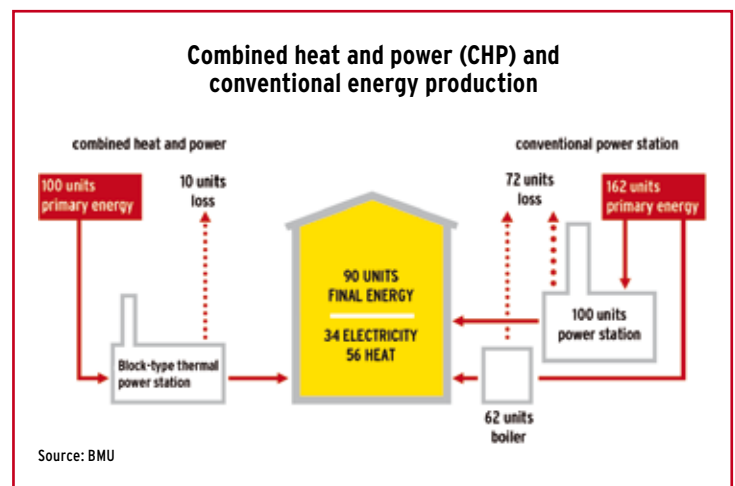 Combined heat and power (CHP) and
conventional energy production
combined heat and power
conventional power station
100 units
primary energy
10 units
loss
72 units
loss
162 units
primary energy
90 UNITS
FINAL ENERGY
34 ELECTRICITY
56 HEAT
100 units
power station
Block-type thermal
power station
62 units
boiler
Source: BMU